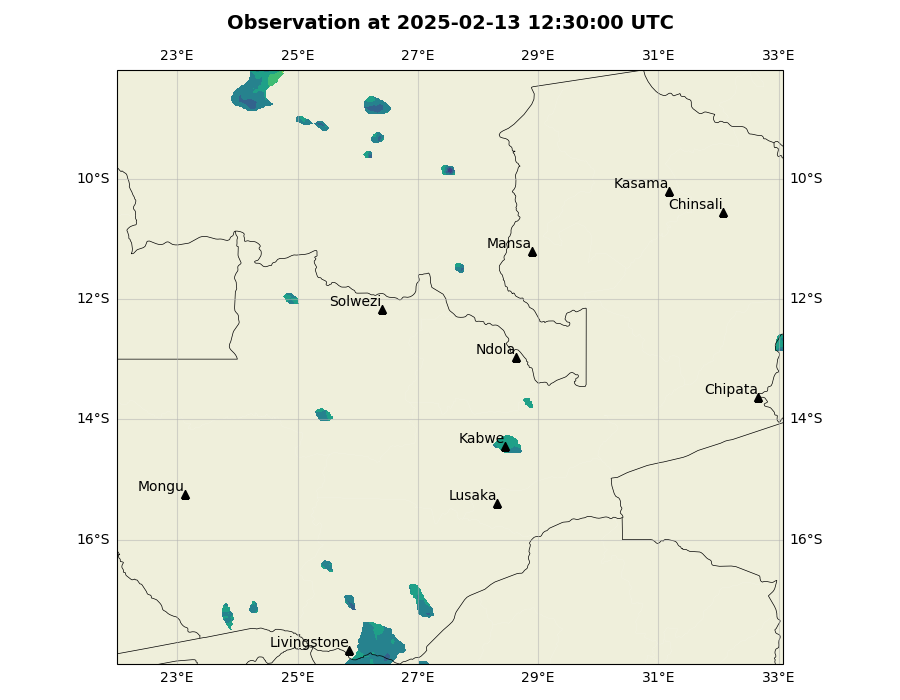 Observation at 2025-02-13 12:30:00 UTC
23°E 25°E 27°E 29°E 31°E 33°E
10°S 10°S
Kasama
Chinsali
Mansa
12°S 12°S
Solwezi
Ndola
Chipata
14°S 14°S
Kabwe
Mongu
Lusaka
16°S 16°S
Livingstone
23°E 25°E 27°E 29°E 31°E 33°E